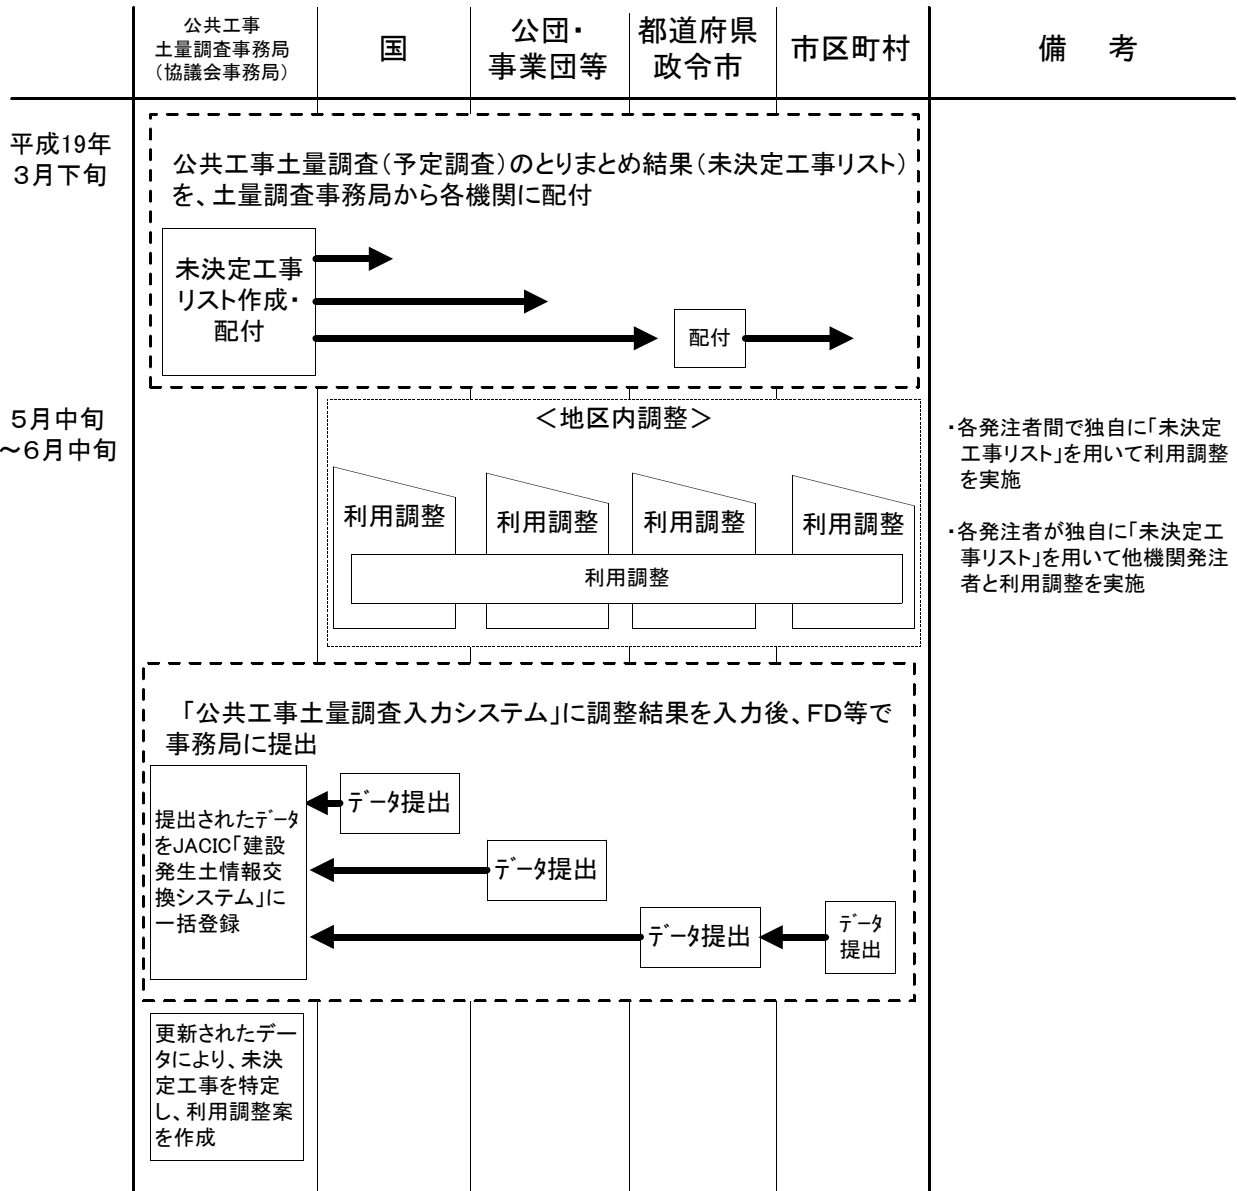 公共工事
土量調査事務局
（協議会事務局）
国
公団・
事業団等
都道府県
政令市
市区町村
備　考
平成19年
３月下旬
公共工事土量調査（予定調査）のとりまとめ結果（未決定工事リスト）
を、土量調査事務局から各機関に配付
未決定工事
リスト作成・
配付
配付
５月中旬
～６月中旬
＜地区内調整＞
利用調整
利用調整
利用調整
利用調整
利用調整
・各発注者間で独自に「未決定
工事リスト」を用いて利用調整
を実施
・各発注者が独自に「未決定工
事リスト」を用いて他機関発注
者と利用調整を実施
「公共工事土量調査入力システム」に調整結果を入力後、ＦＤ等で
事務局に提出
提出されたデータ
をJACIC「建設
発生土情報交
換システム」に
一括登録
ﾃﾞｰﾀ提出
ﾃﾞｰﾀ提出
ﾃﾞｰﾀ提出
ﾃﾞｰﾀ
提出
更新されたデー
タにより、未決
定工事を特定
し、利用調整案
を作成